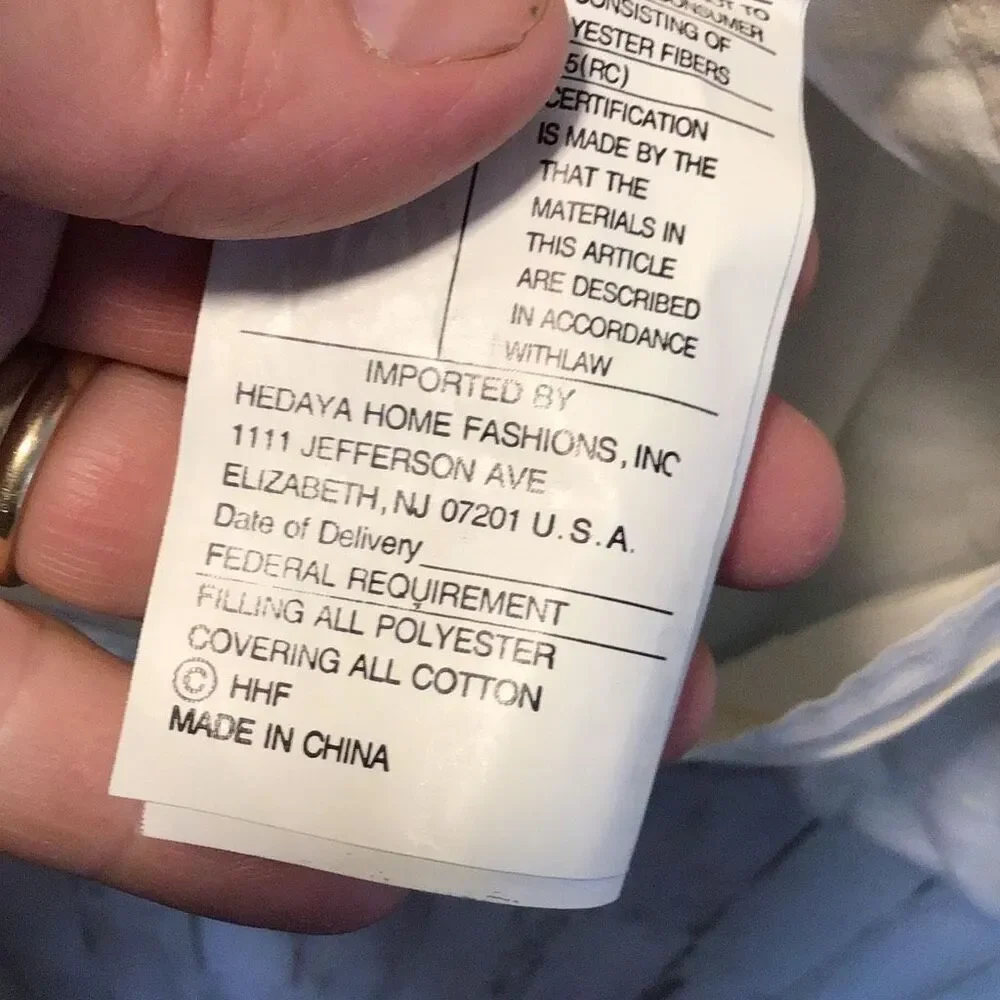 TO
CONSUMER
CONSISTING OF
YESTER FIBERS
5(RC)
CERTIFICATION
IS MADE BY THE
THAT THE
MATERIALS IN
THIS ARTICLE
ARE DESCRIBED
IN ACCORDANCE
WITHLAW
IMPORTED BY
HEDAYA HOME FASHIONS, INC
1111 JEFFERSON AVE
ELIZABETH, NJ 07201 U.S.A.
Date of Delivery
FEDERAL REQUIREMENT
FILLING ALL POLYESTER
COVERING ALL COTTON
© HHF
MADE IN CHINA